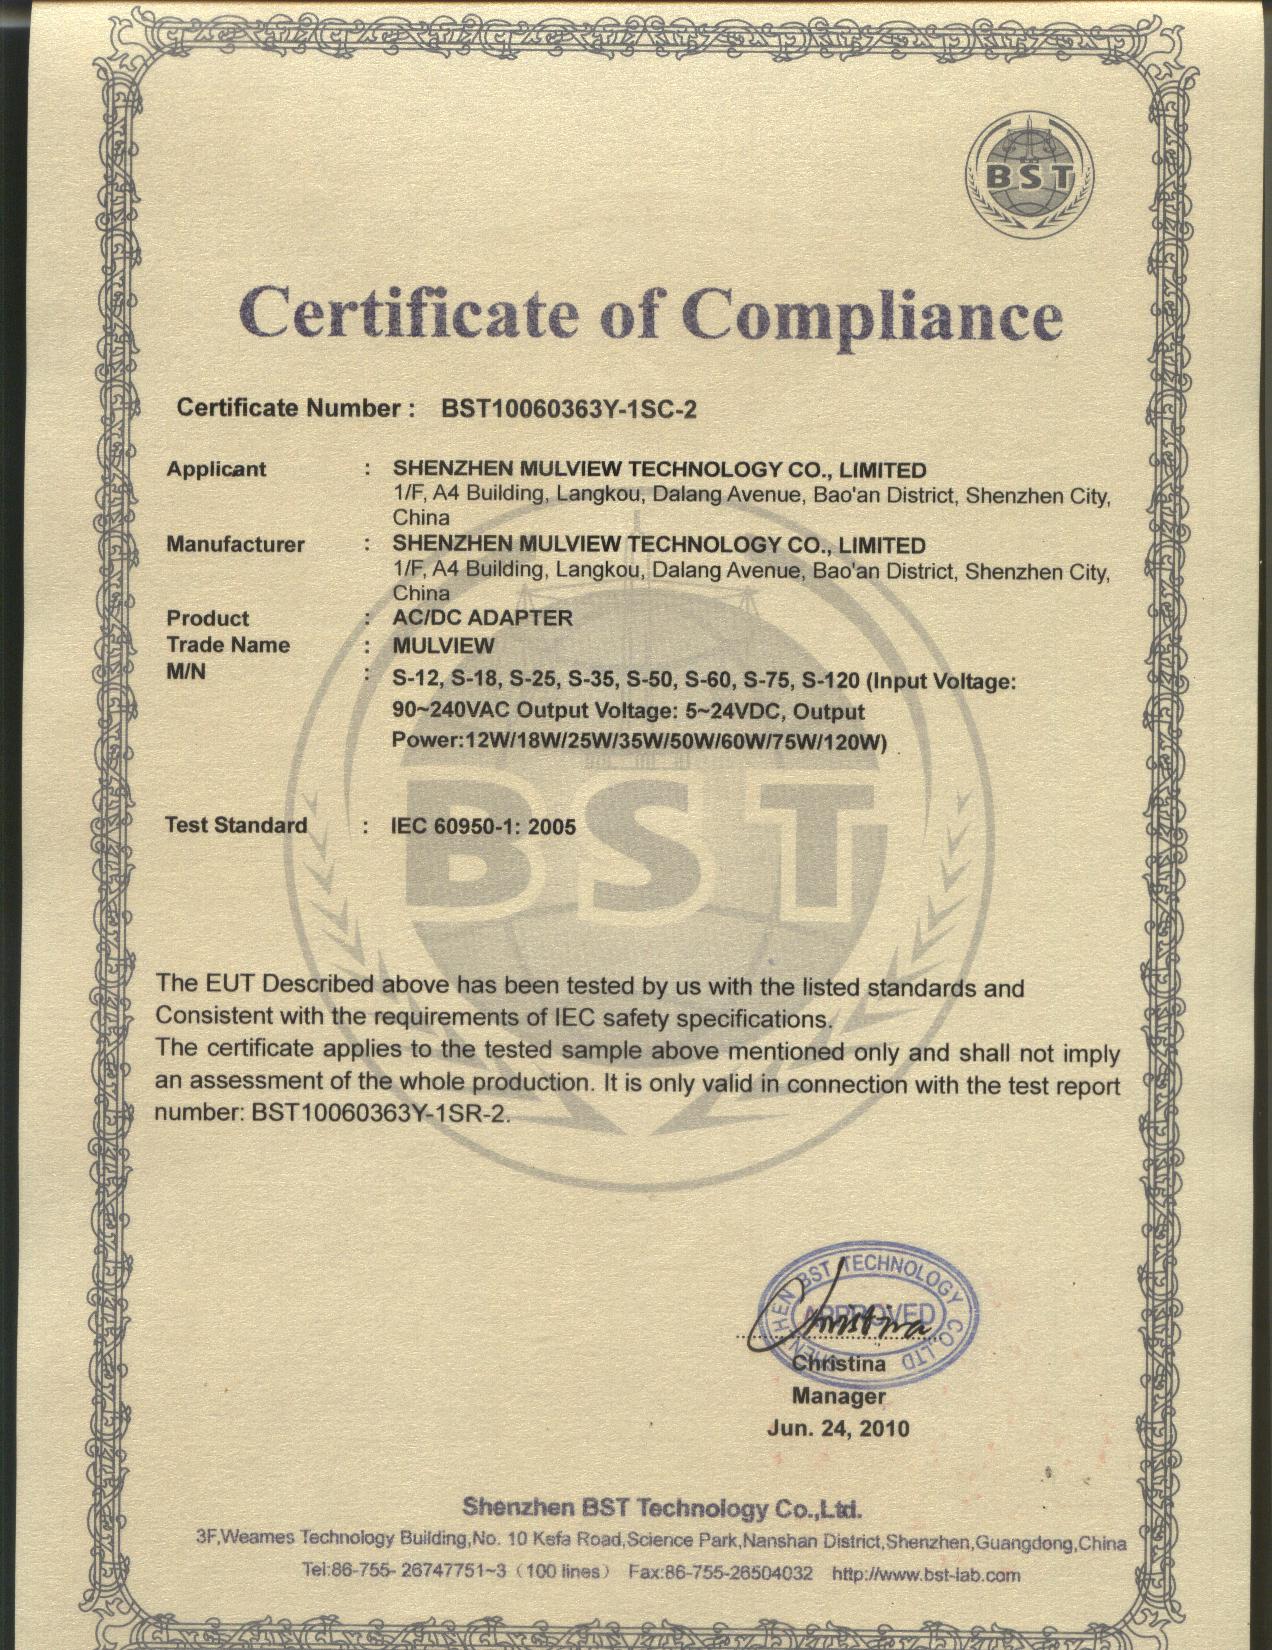 BST
Certificate of Compliance
Certificate Number : BST10060363Y-1SC-2
Applicant : SHENZHEN MULVIEW TECHNOLOGY CO., LIMITED
1/F, A4 Building, Langkou, Dalang Avenue, Bao'an District, Shenzhen City,
China
Manufacturer : SHENZHEN MULVIEW TECHNOLOGY CO., LIMITED
1/F, A4 Building, Langkou, Dalang Avenue, Bao'an District, Shenzhen City,
China
Product : AC/DC ADAPTER
Trade Name : MULVIEW
M/N : S-12, S-18, S-25, S-35, S-50, S-60, S-75, S-120 (Input Voltage:
90~240VAC Output Voltage: 5~24VDC, Output
Power:12W/18W/25W/35W/50W/60W/75W/120W)
BST
Test Standard : IEC 60950-1: 2005
The EUT Described above has been tested by us with the listed standards and
Consistent with the requirements of IEC safety specifications.
The certificate applies to the tested sample above mentioned only and shall not imply
an assessment of the whole production. It is only valid in connection with the test report
number: BST10060363Y-1SR-2.
SHENZHEN BST TECHNOLOGY CO.,LTD
APPROVED
Christina
Christina
Manager
Jun. 24, 2010
Shenzhen BST Technology Co.,Ltd.
3F,Weames Technology Building,No. 10 Kefa Road,Science Park,Nanshan District,Shenzhen,Guangdong,China
Tel:86-755- 26747751~3（100 lines） Fax:86-755-26504032 http://www.bst-lab.com